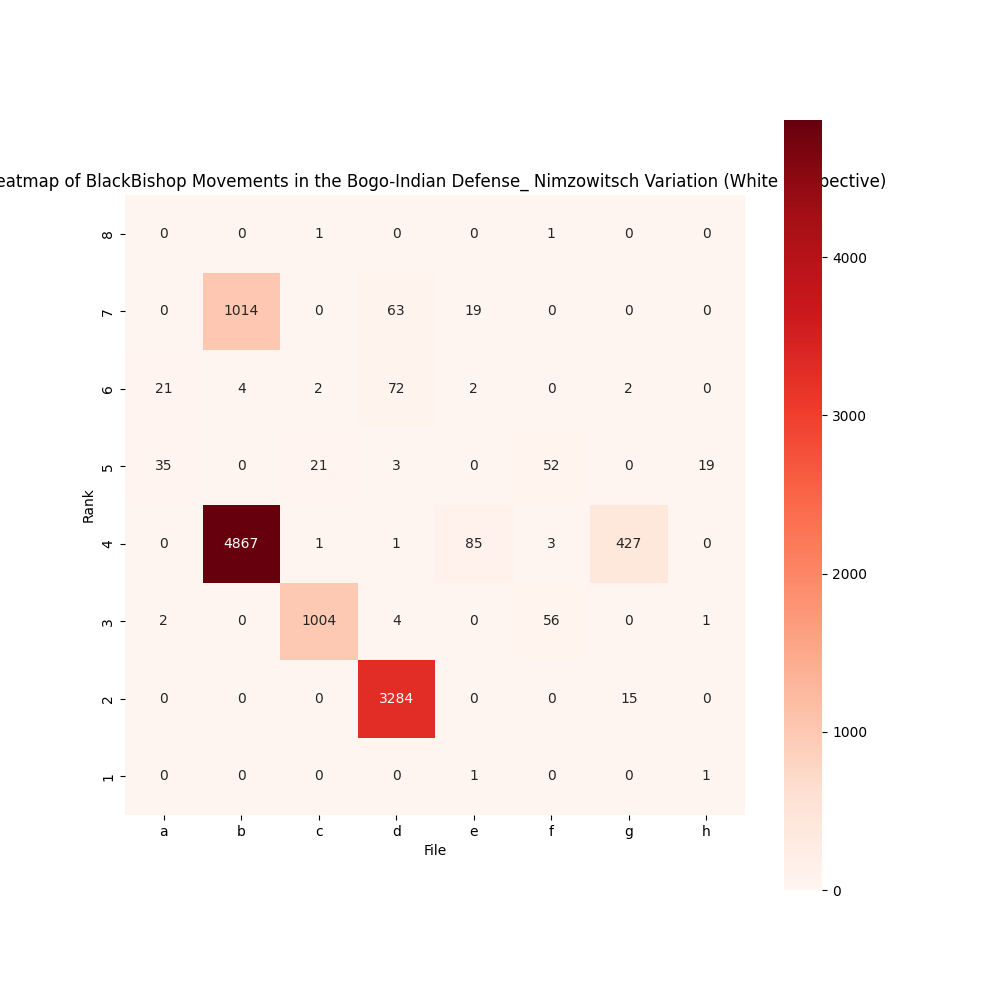 eatmap of BlackBishop Movements in the Bogo-Indian Defense_ Nimzowitsch Variation (White pective)
8 0 0 1 0 0 1 0 0
4000
7 0 1014 0 63 19 0 0 0
6 21 4 2 72 2 0 2 0
3000
5 35 0 21 3 0 52 0 19
Rank
4 0 4867 1 1 85 3 427 0
2000
3 2 0 1004 4 0 56 0 1
2 0 0 0 3284 0 0 15 0
1000
1 0 0 0 0 1 0 0 1
a b c d e f g h
File
0